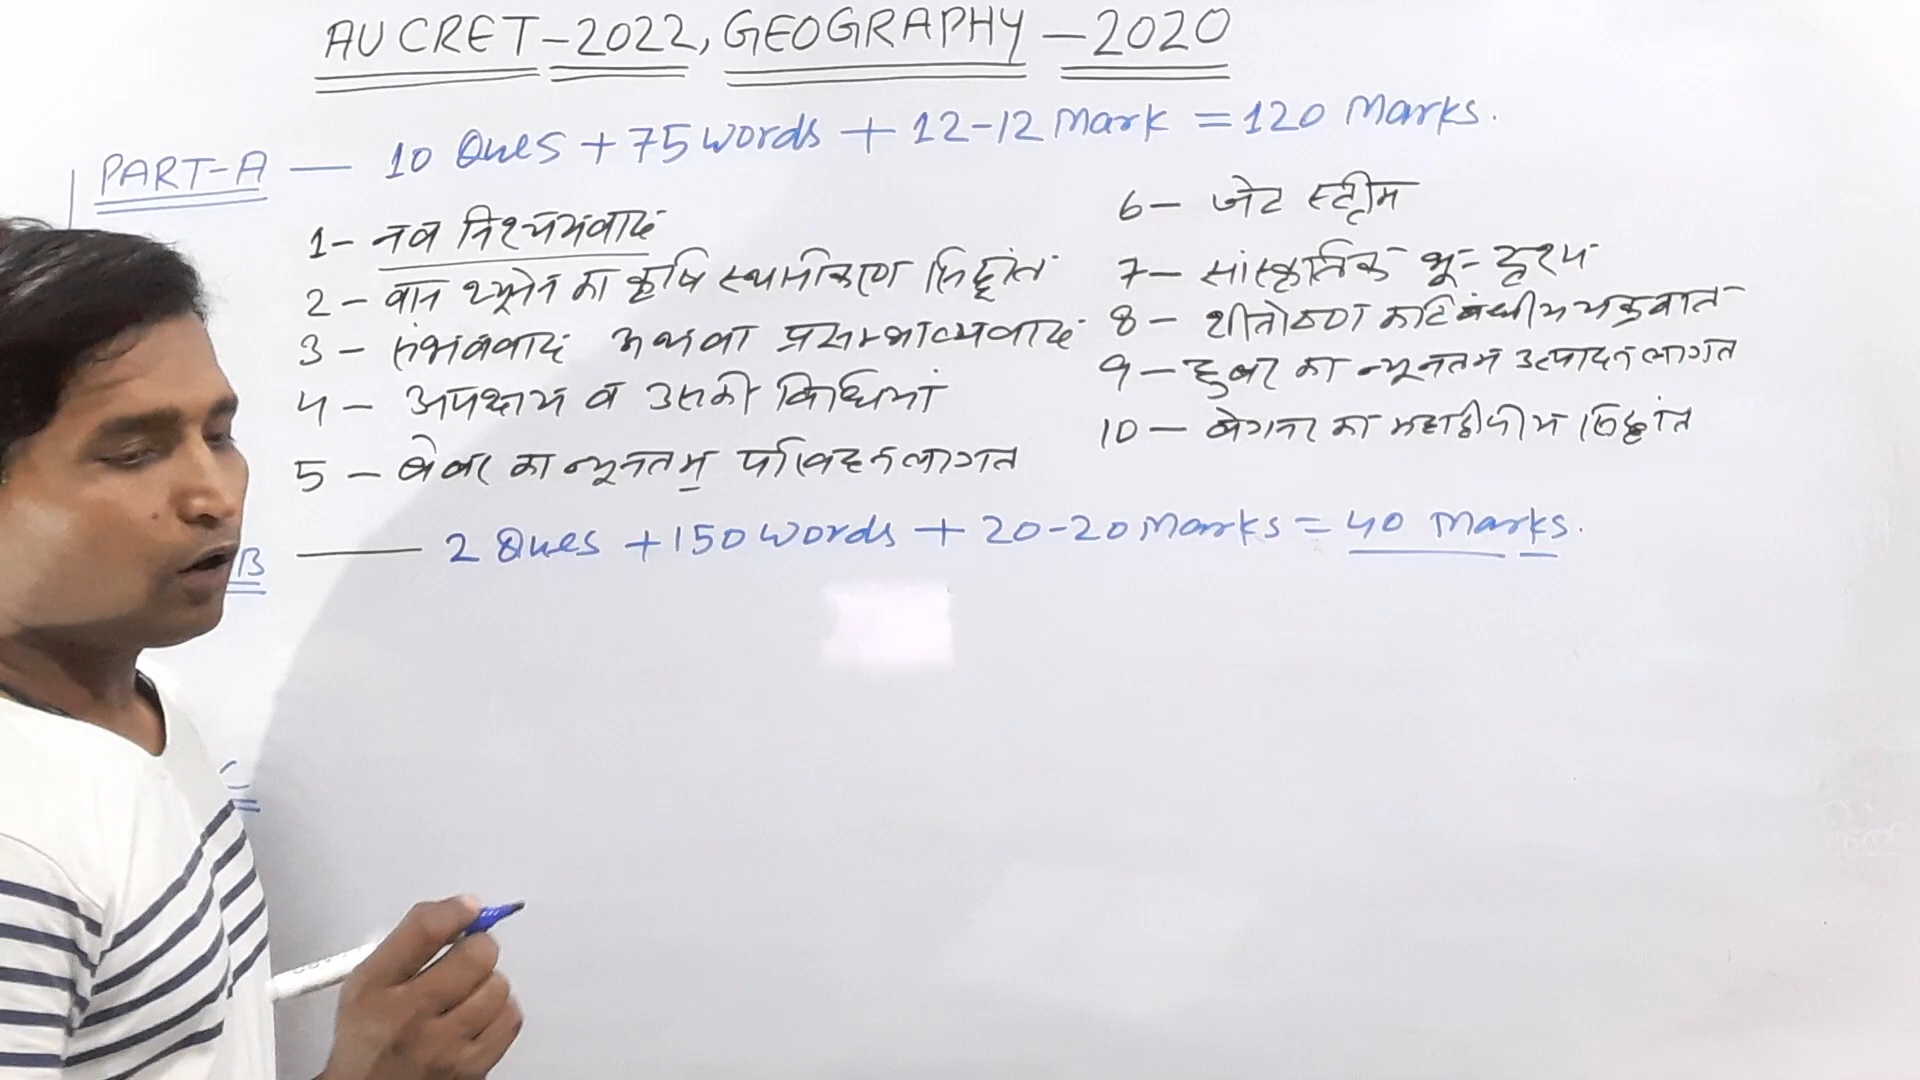 AU CRET-2022, GEOGRAPHY-2020
PART-A — 10 Ques + 75 words + 12-12 Mark = 120 Marks.
1- नव निश्चयवाद
2- वान थ्यूनेन का कृषि स्थानीकरण सिद्धांत
3- संभववाद अथवा प्रसम्भाव्यवाद
4- अपक्षय व उसकी विधियां
5- वेबर का न्यूनतम परिवहन लागत
6- जेट स्ट्रीम
7- सांस्कृतिक भू-दृश्य
8- शीतोष्ण कटिबंधीय चक्रवात
9- हुबर का न्यूनतम उत्पादन लागत
10- बेगनर का महाद्वीपीय सिद्धांत
B — 2 Ques + 150 words + 20-20 Marks = 40 Marks.
C